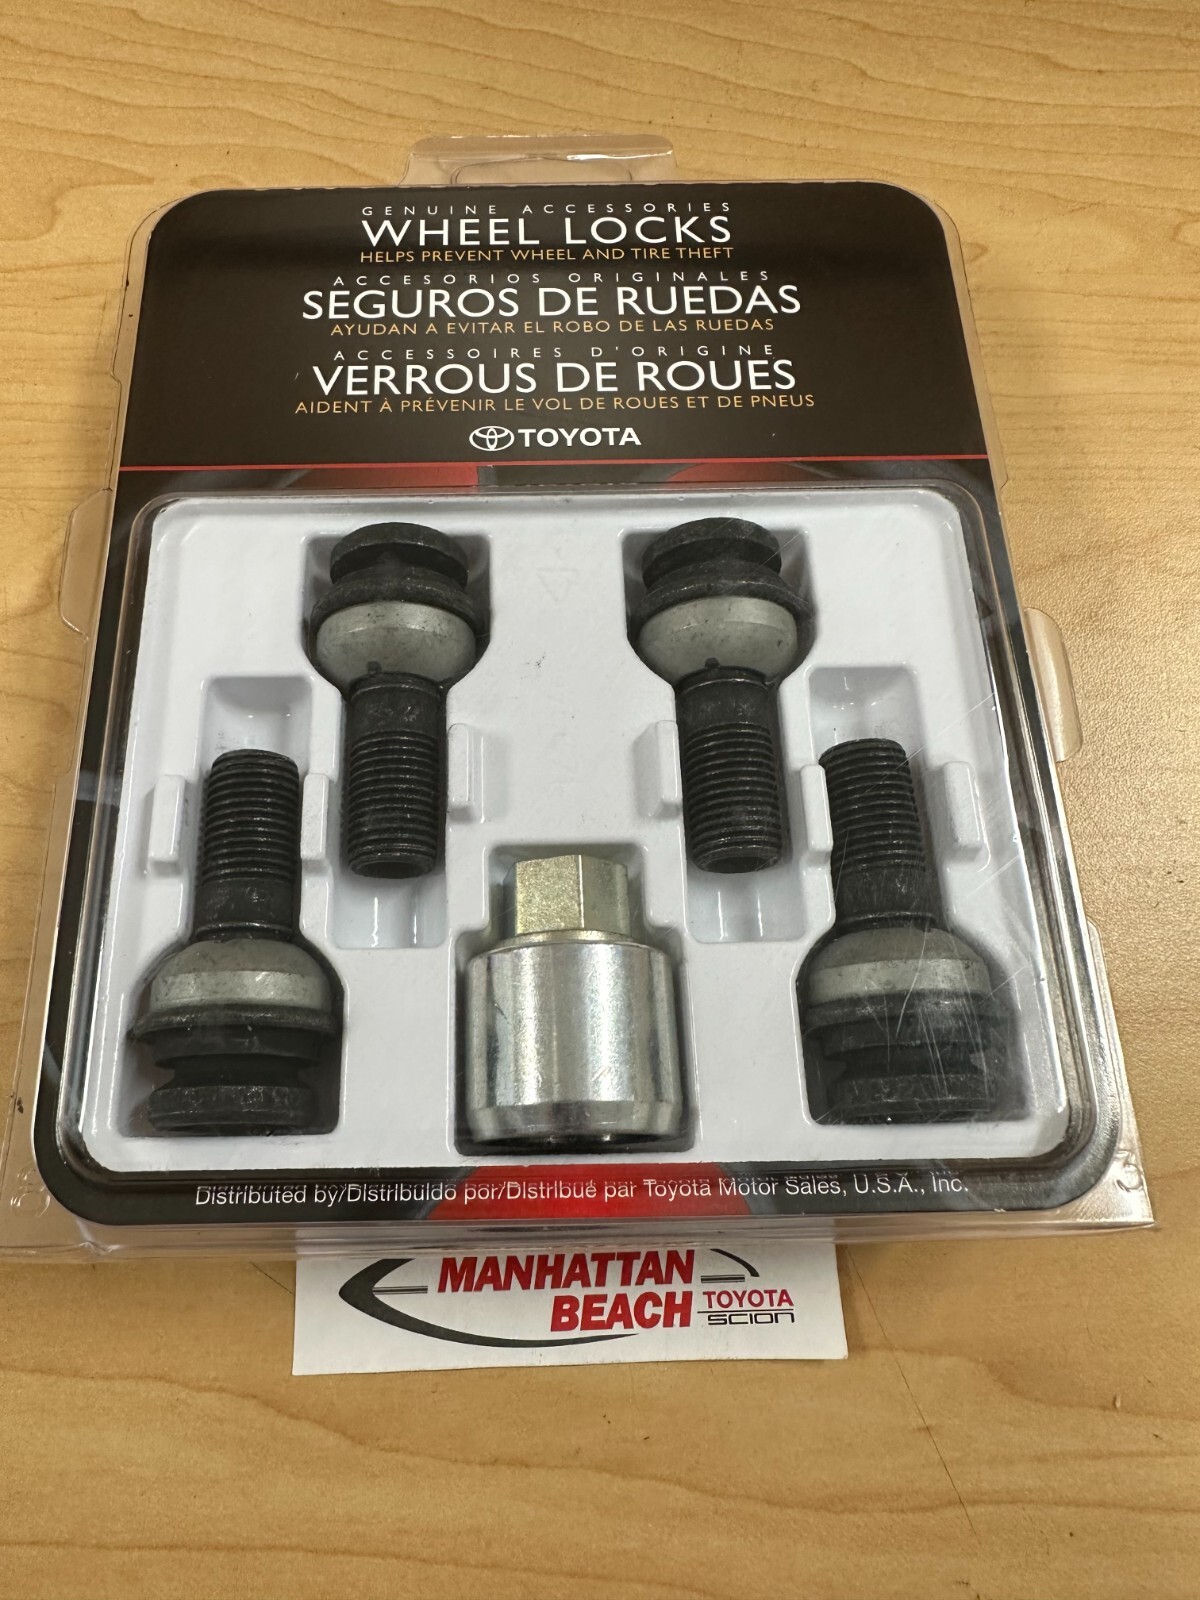 GENUINE ACCESSORIES
WHEEL LOCKS
HELPS PREVENT WHEEL AND TIRE THEFT
ACCESORIOS ORIGINALES
SEGUROS DE RUEDAS
AYUDAN A EVITAR EL ROBO DE LAS RUEDAS
ACCESSOIRES D'ORIGINE
VERROUS DE ROUES
AIDENT À PRÉVENIR LE VOL DE ROUES ET DE PNEUS
TOYOTA
Distributed by/Distribuido por/Distribué par Toyota Motor Sales, U.S.A., Inc.
MANHATTAN
BEACH TOYOTA
SCION